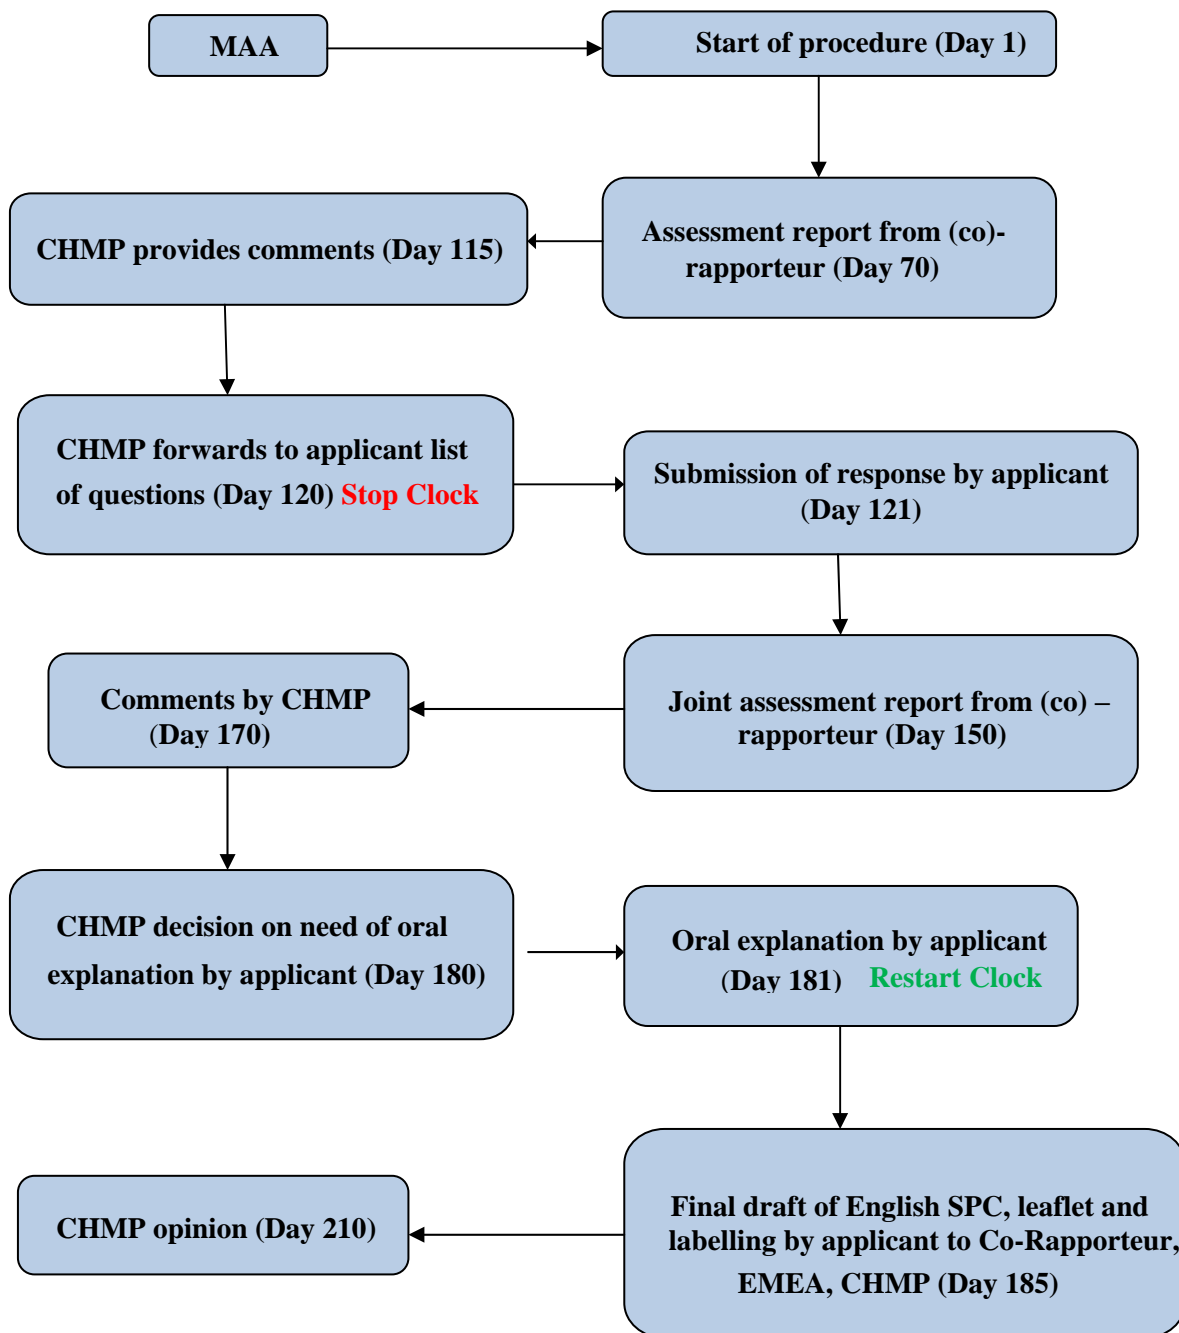 MAA
Start of procedure (Day 1)
Assessment report from (co)-
rapporteur (Day 70)
CHMP provides comments (Day 115)
CHMP forwards to applicant list
of questions (Day 120) Stop Clock
Submission of response by applicant
(Day 121)
Joint assessment report from (co) –
rapporteur (Day 150)
Comments by CHMP
(Day 170)
CHMP decision on need of oral
explanation by applicant (Day 180)
Oral explanation by applicant
(Day 181) Restart Clock
Final draft of English SPC, leaflet and
labelling by applicant to Co-Rapporteur,
EMEA, CHMP (Day 185)
CHMP opinion (Day 210)